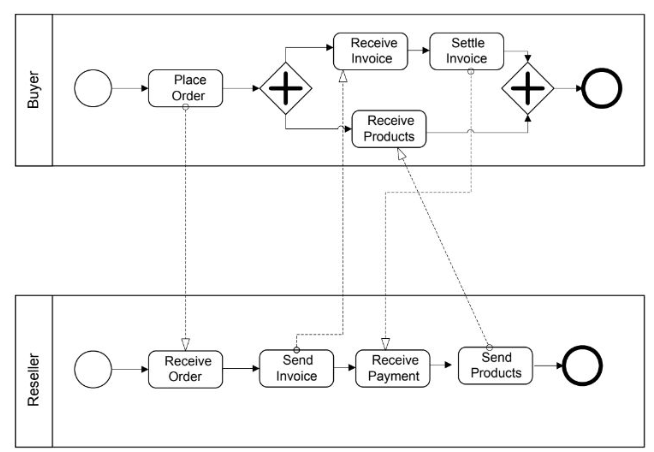 Buyer
Place
Order
Receive
Invoice
Settle
Invoice
Receive
Products
Reseller
Receive
Order
Send
Invoice
Receive
Payment
Send
Products